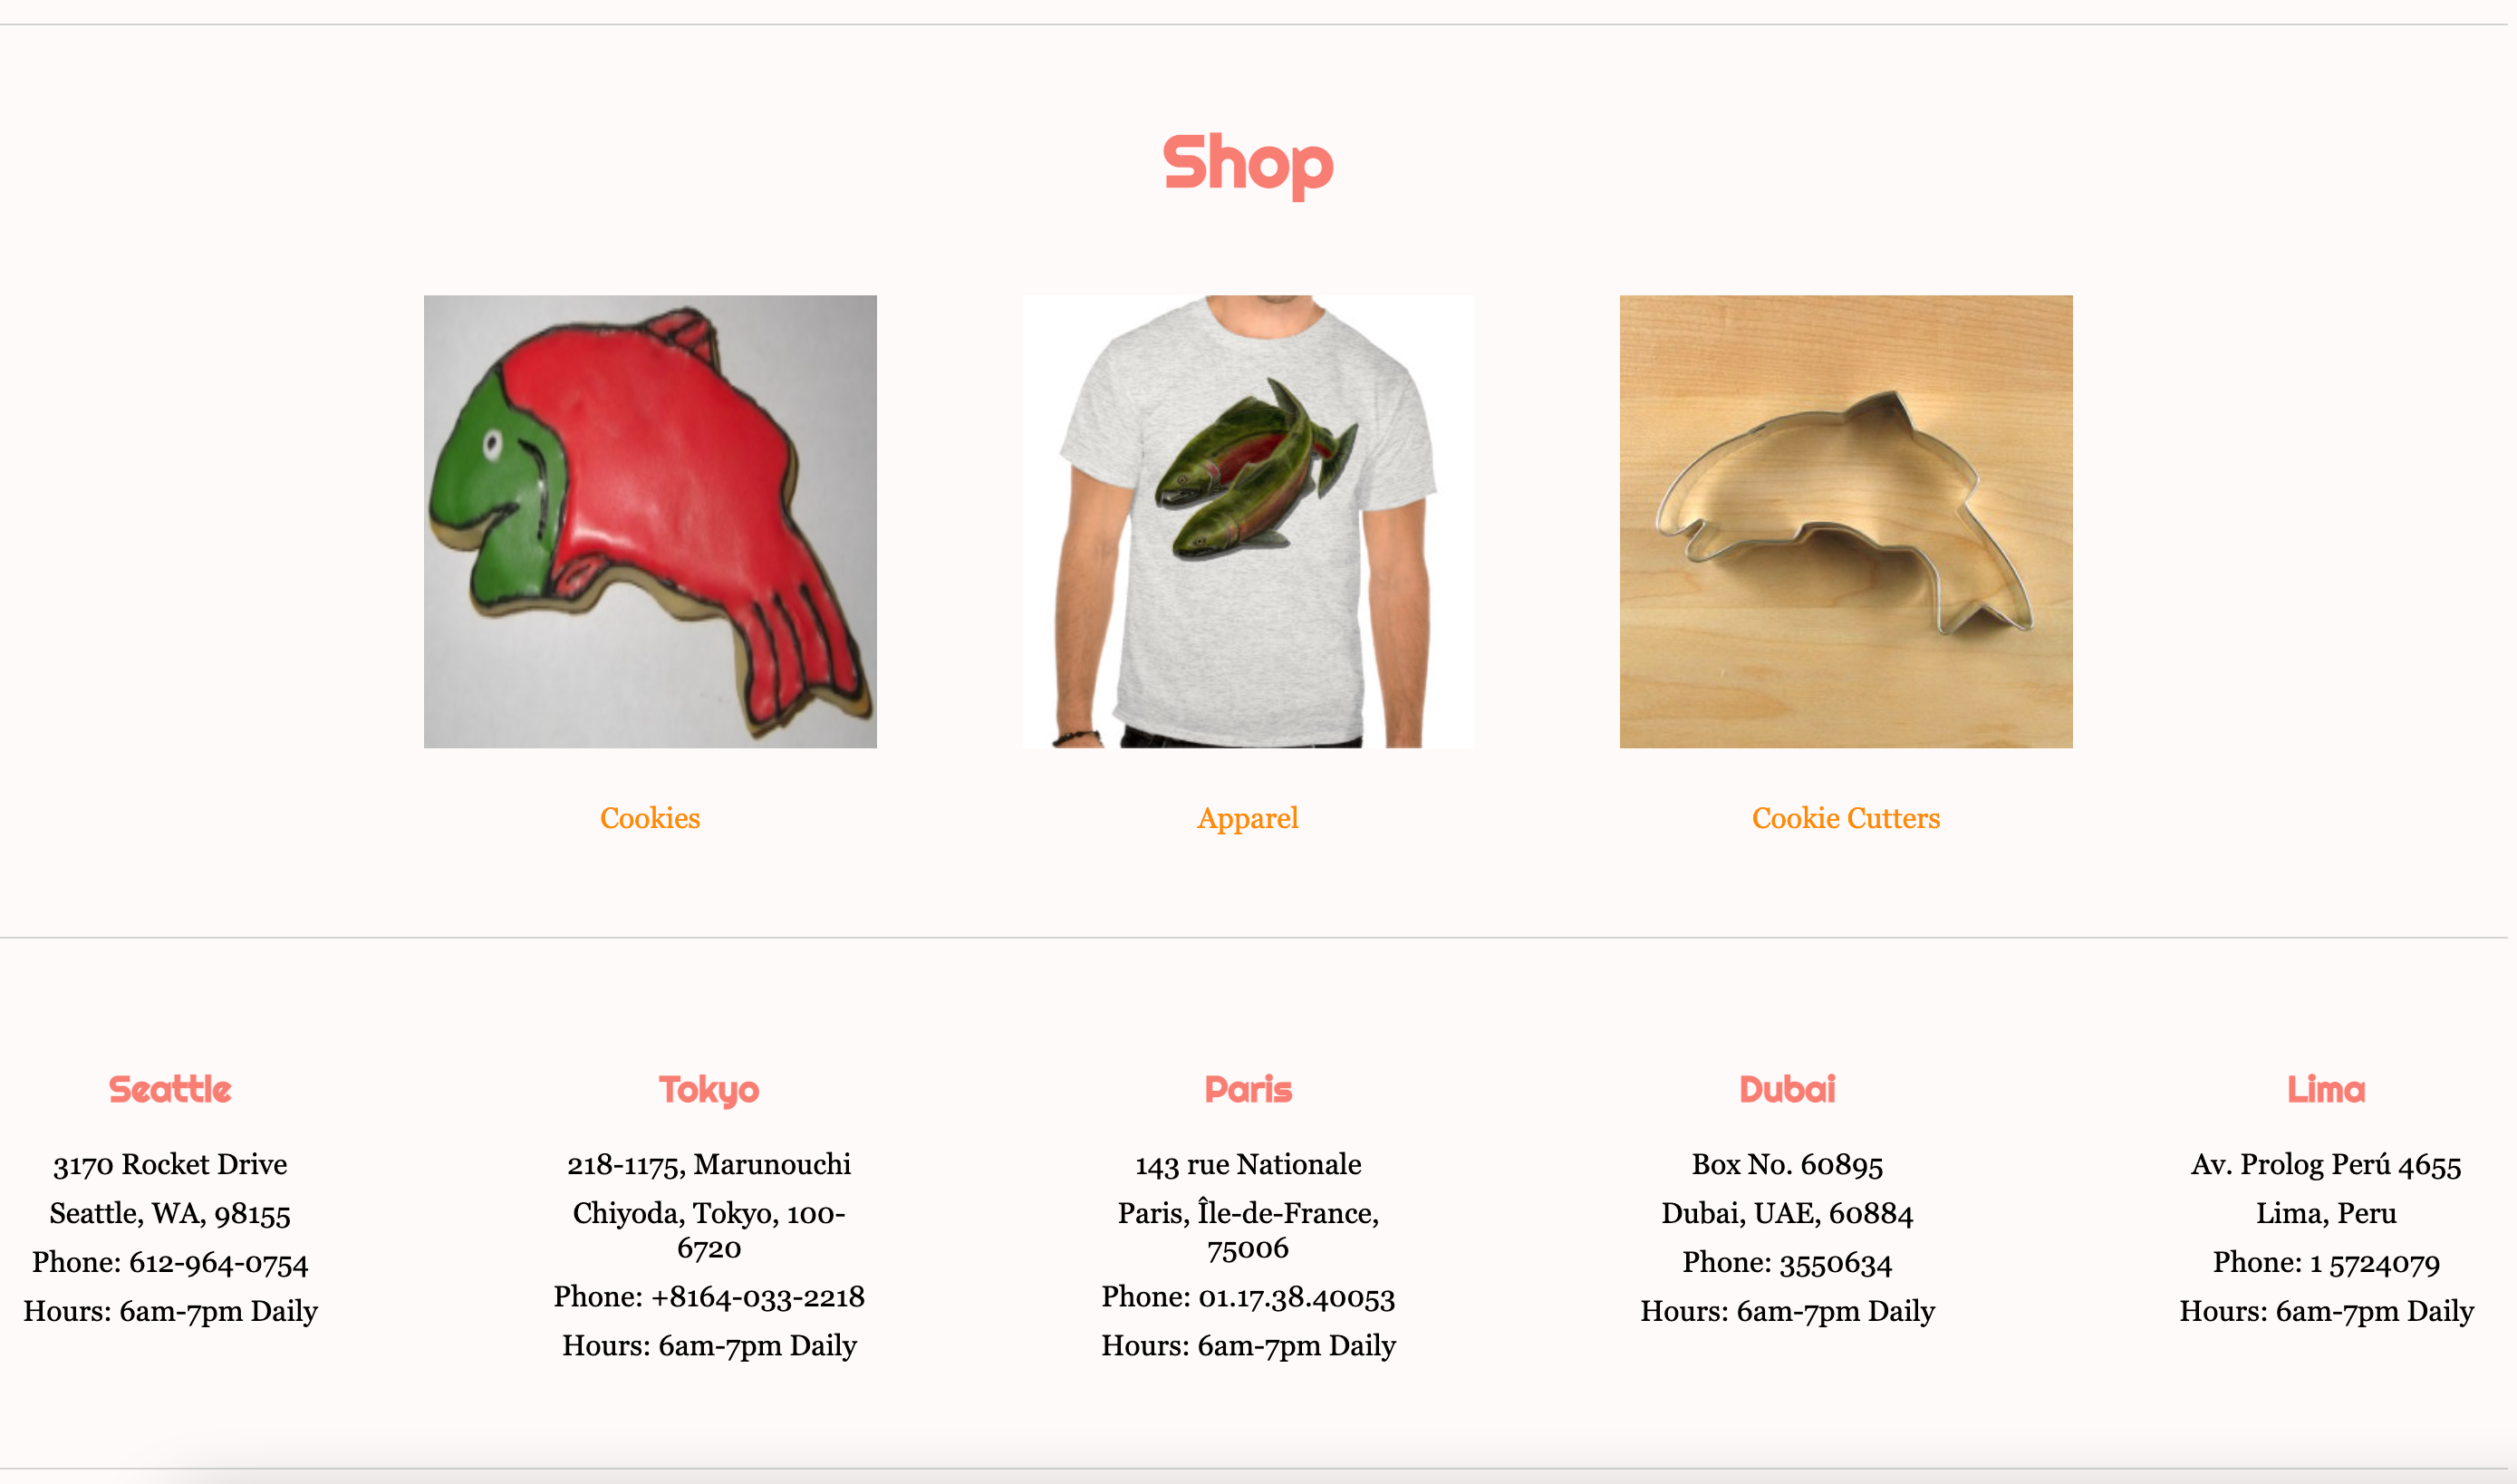 Shop
Cookies
Apparel
Cookie Cutters
Seattle
3170 Rocket Drive
Seattle, WA, 98155
Phone: 612-964-0754
Hours: 6am-7pm Daily
Tokyo
218-1175, Marunouchi
Chiyoda, Tokyo, 100-
6720
Phone: +8164-033-2218
Hours: 6am-7pm Daily
Paris
143 rue Nationale
Paris, Île-de-France,
75006
Phone: 01.17.38.40053
Hours: 6am-7pm Daily
Dubai
Box No. 60895
Dubai, UAE, 60884
Phone: 3550634
Hours: 6am-7pm Daily
Lima
Av. Prolog Perú 4655
Lima, Peru
Phone: 1 5724079
Hours: 6am-7pm Daily